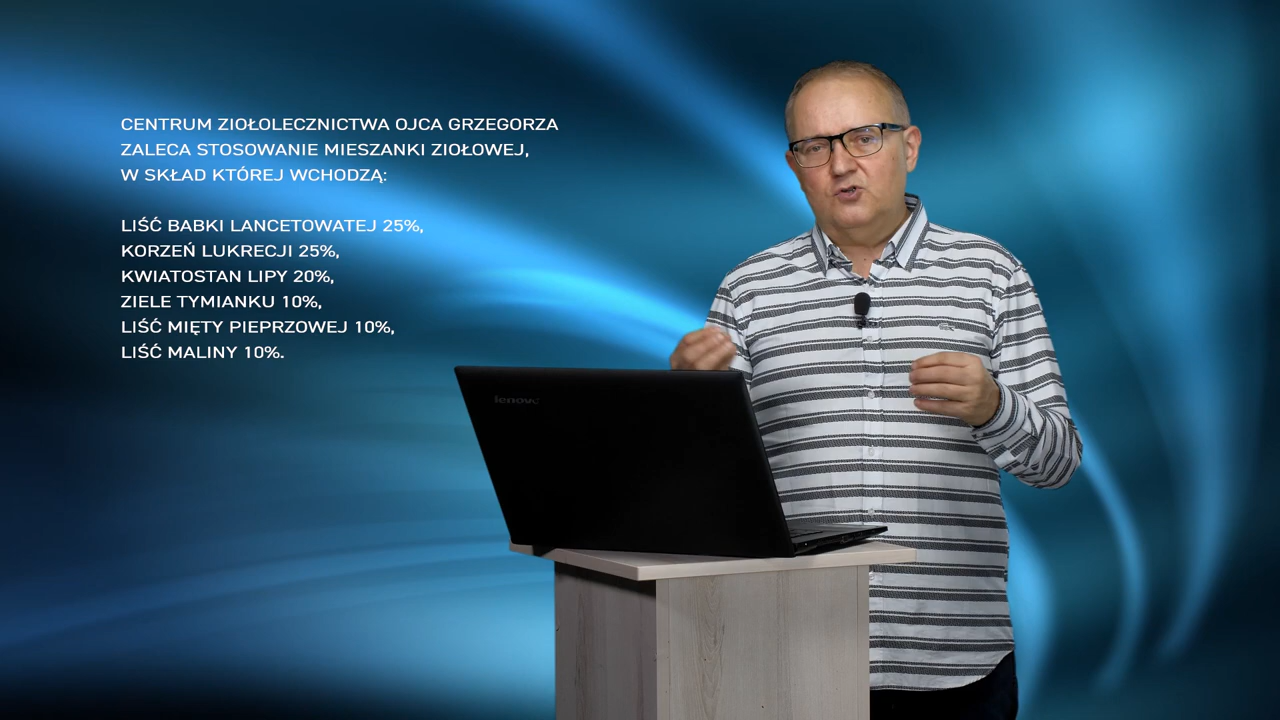 CENTRUM ZIOŁOLECZNICTWA OJCA GRZEGORZA
ZALECA STOSOWANIE MIESZANKI ZIOŁOWEJ,
W SKŁAD KTÓREJ WCHODZĄ:
LIŚĆ BABKI LANCETOWATEJ 25%,
KORZEŃ LUKRECJI 25%,
KWIATOSTAN LIPY 20%,
ZIELE TYMIANKU 10%,
LIŚĆ MIĘTY PIEPRZOWEJ 10%,
LIŚĆ MALINY 10%.
lenovo